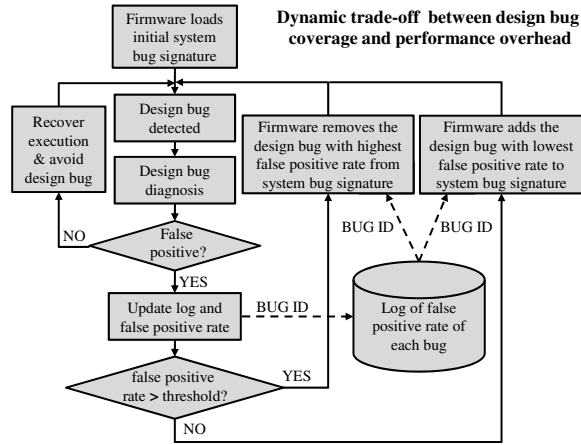 Firmware loads
initial system
bug signature
Dynamic trade-off between design bug
coverage and performance overhead
Recover
execution
& avoid
design bug
Design bug
detected
Firmware removes the
design bug with highest
false positive rate from
system bug signature
Firmware adds the
design bug with lowest
false positive rate to
system bug signature
Design bug
diagnosis
NO
False
positive?
BUG ID
BUG ID
YES
Update log and
false positive rate
BUG ID
Log of false
positive rate of
each bug
false positive
rate > threshold?
YES
NO